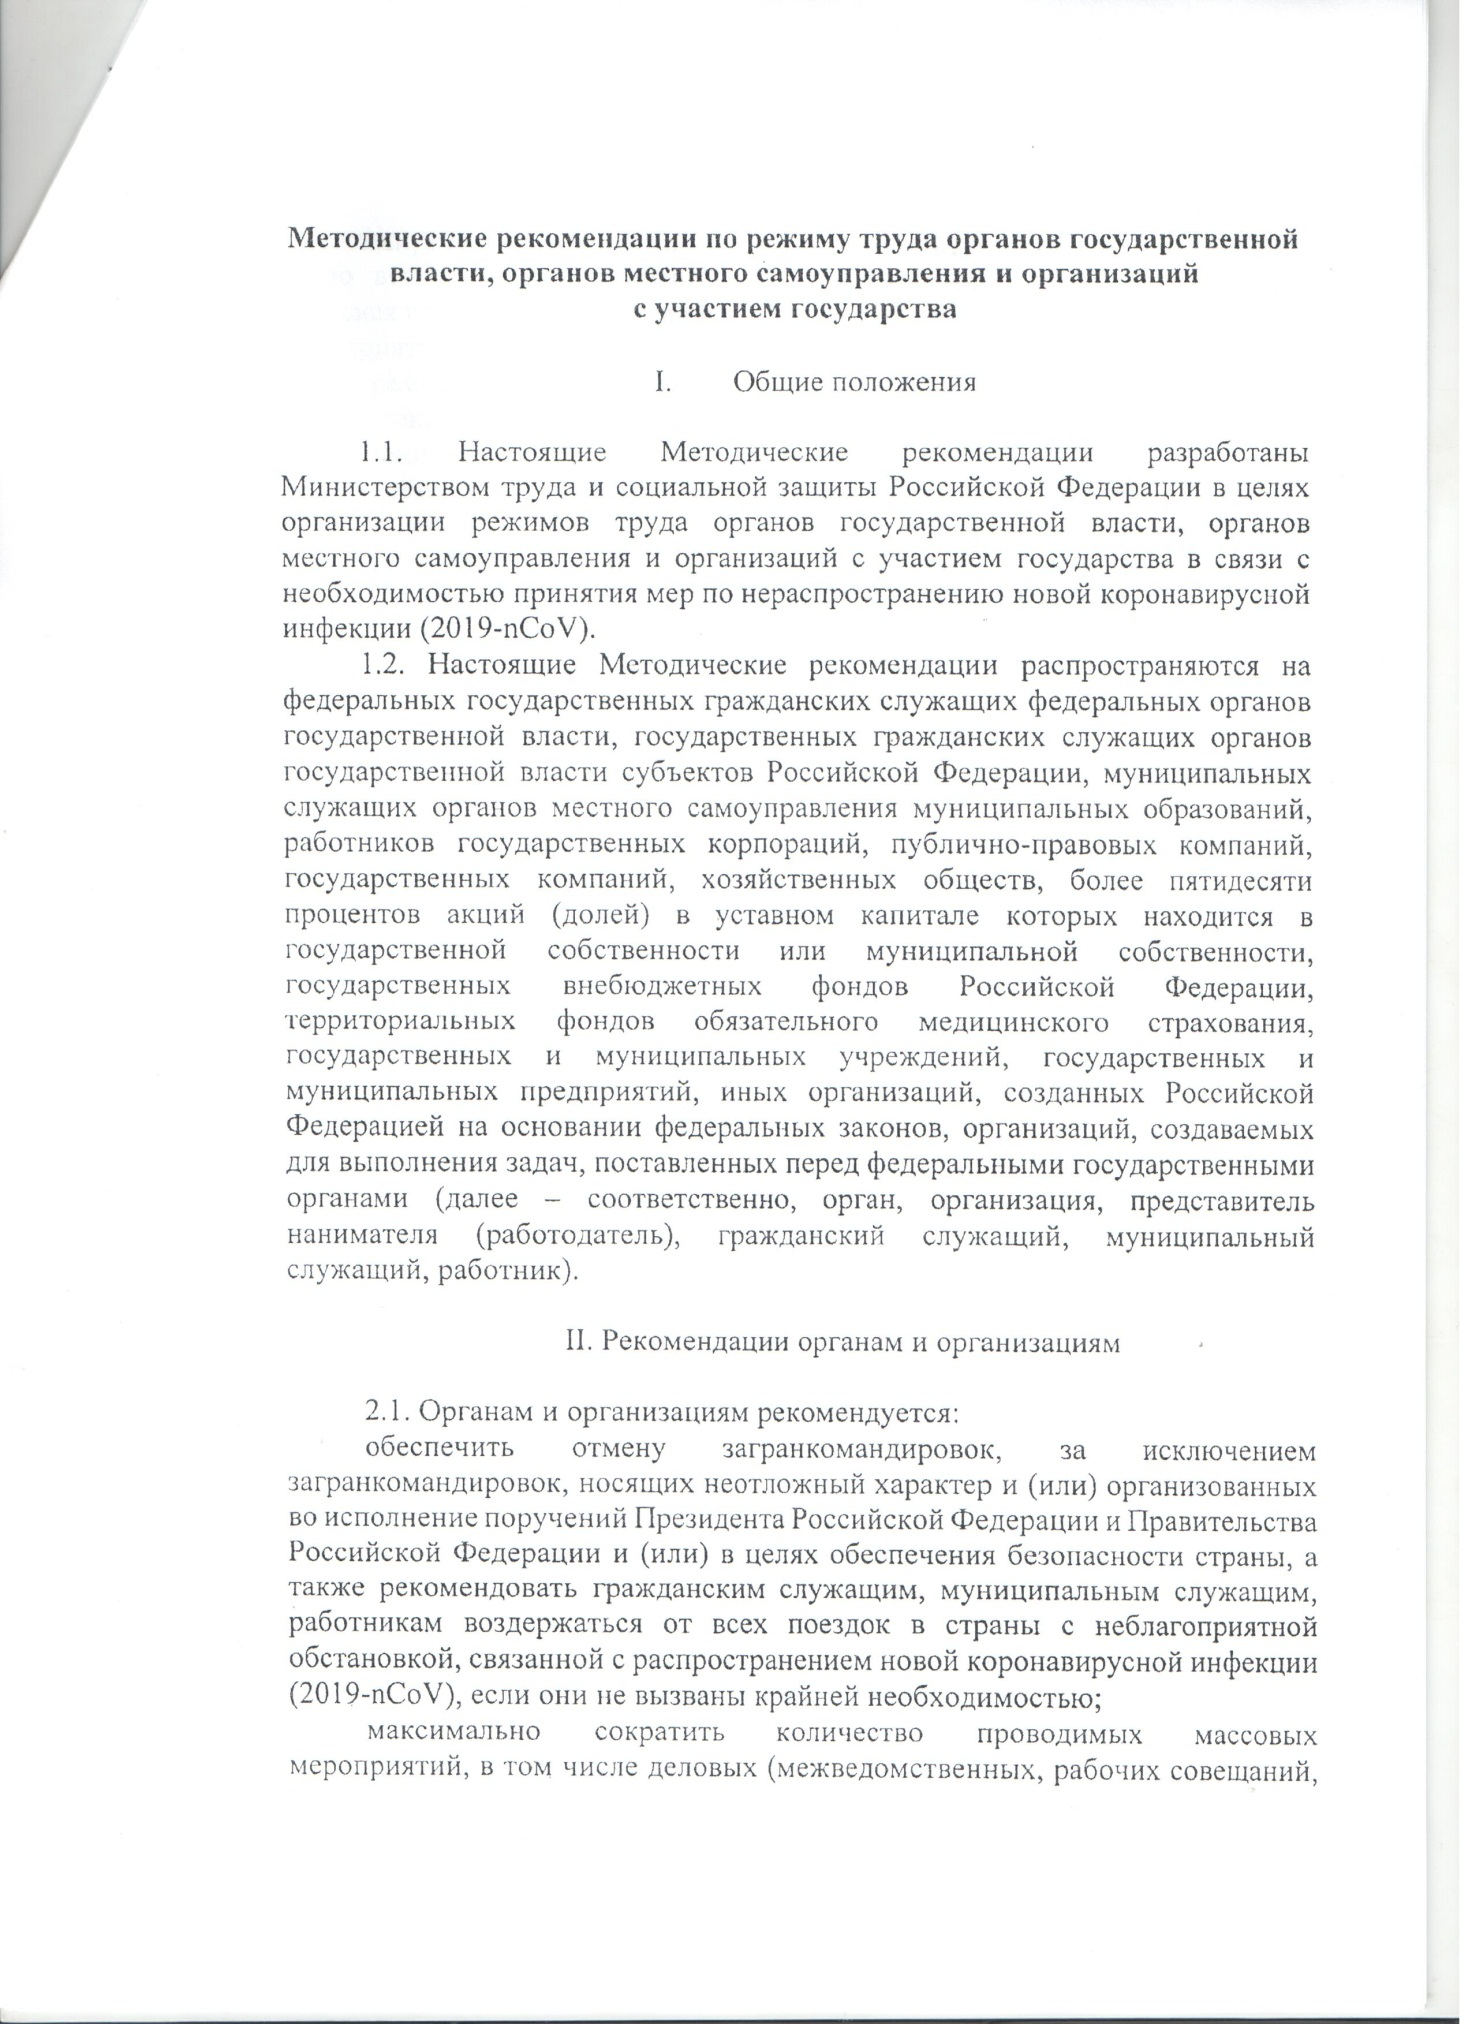 Методические рекомендации по режиму труда органов государственной
власти, органов местного самоуправления и организаций
с участием государства
I. Общие положения
1.1. Настоящие Методические рекомендации разработаны
Министерством труда и социальной защиты Российской Федерации в целях
организации режимов труда органов государственной власти, органов
местного самоуправления и организаций с участием государства в связи с
необходимостью принятия мер по нераспространению новой коронавирусной
инфекции (2019-nCoV).
1.2. Настоящие Методические рекомендации распространяются на
федеральных государственных гражданских служащих федеральных органов
государственной власти, государственных гражданских служащих органов
государственной власти субъектов Российской Федерации, муниципальных
служащих органов местного самоуправления муниципальных образований,
работников государственных корпораций, публично-правовых компаний,
государственных компаний, хозяйственных обществ, более пятидесяти
процентов акций (долей) в уставном капитале которых находится в
государственной собственности или муниципальной собственности,
государственных внебюджетных фондов Российской Федерации,
территориальных фондов обязательного медицинского страхования,
государственных и муниципальных учреждений, государственных и
муниципальных предприятий, иных организаций, созданных Российской
Федерацией на основании федеральных законов, организаций, создаваемых
для выполнения задач, поставленных перед федеральными государственными
органами (далее – соответственно, орган, организация, представитель
нанимателя (работодатель), гражданский служащий, муниципальный
служащий, работник).
II. Рекомендации органам и организациям
2.1. Органам и организациям рекомендуется:
обеспечить отмену загранкомандировок, за исключением
загранкомандировок, носящих неотложный характер и (или) организованных
во исполнение поручений Президента Российской Федерации и Правительства
Российской Федерации и (или) в целях обеспечения безопасности страны, а
также рекомендовать гражданским служащим, муниципальным служащим,
работникам воздержаться от всех поездок в страны с неблагоприятной
обстановкой, связанной с распространением новой коронавирусной инфекции
(2019-nCoV), если они не вызваны крайней необходимостью;
максимально сократить количество проводимых массовых
мероприятий, в том числе деловых (межведомственных, рабочих совещаний,